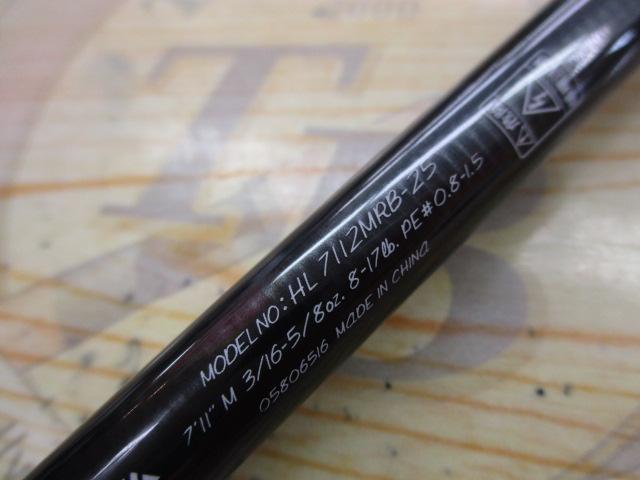 MODEL NO: HL 7112MRB-25
7'11" M 3/16-5/8oz. 8-17lb. PE#0.8-1.5
05806516 MADE IN CHINA